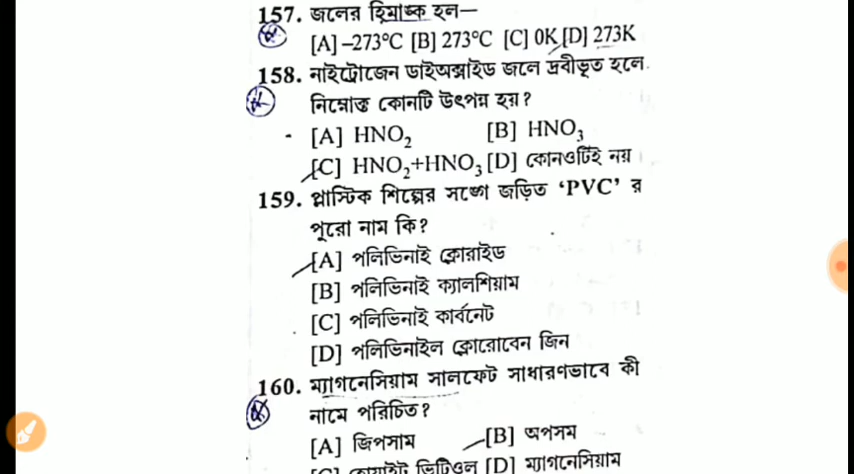 157. জলের হিমাঙ্ক হল—
[A] –273°C [B] 273°C [C] 0K [D] 273K
158. নাইট্রোজেন ডাইঅক্সাইড জলে দ্রবীভূত হলে
নিম্নোক্ত কোনটি উৎপন্ন হয়?
[A] HNO₂ [B] HNO₃
[C] HNO₂+HNO₃ [D] কোনওটিই নয়
159. প্লাস্টিক শিল্পের সঙ্গে জড়িত ‘PVC’ র
পুরো নাম কি?
[A] পলিভিনাই ক্লোরাইড
[B] পলিভিনাই ক্যালশিয়াম
[C] পলিভিনাই কার্বনেট
[D] পলিভিনাইল ক্লোরোবেন জিন
160. ম্যাগনেসিয়াম সালফেট সাধারণভাবে কী
নামে পরিচিত?
[A] জিপসাম [B] অপসম
[D] ম্যাগনেসিয়াম